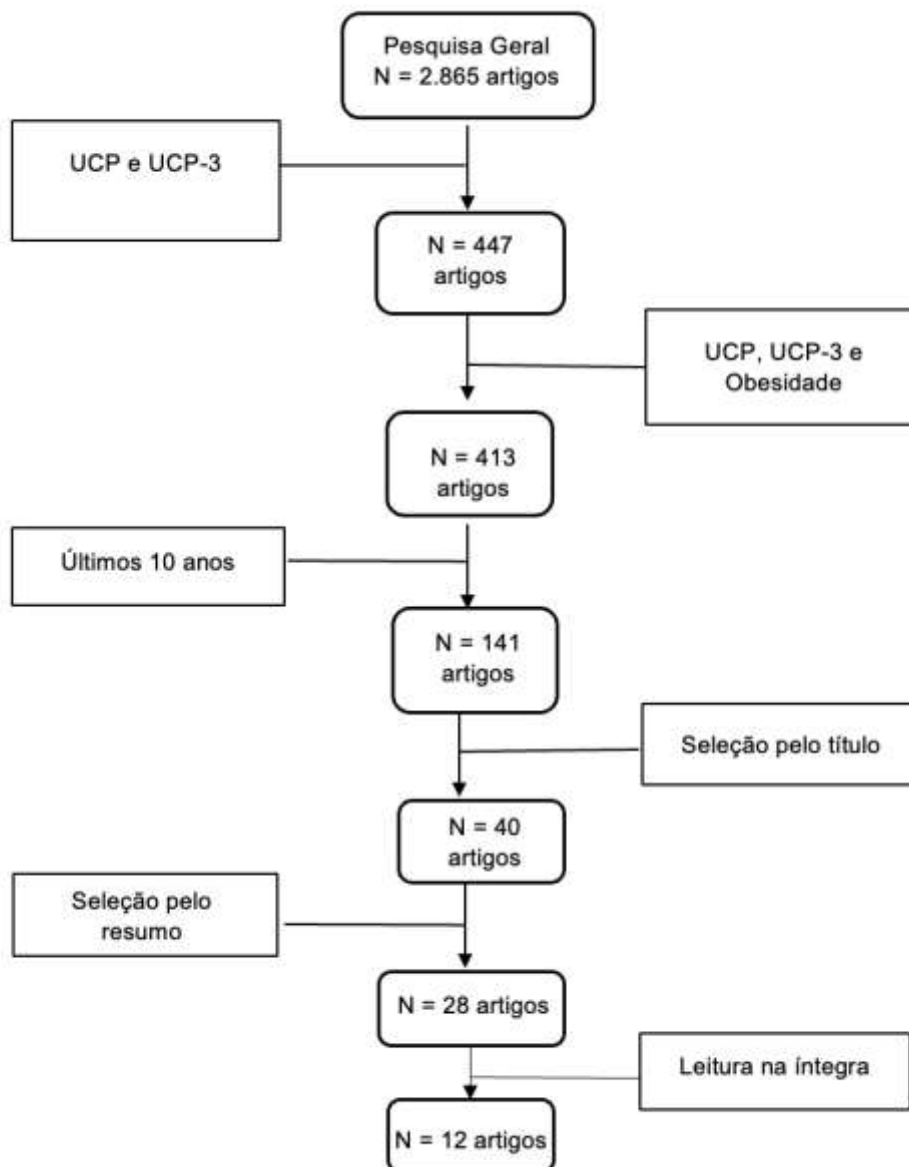 Pesquisa Geral
N = 2.865 artigos
UCP e UCP-3
N = 447
artigos
UCP, UCP-3 e
Obesidade
N = 413
artigos
Últimos 10 anos
N = 141
artigos
Seleção pelo título
N = 40
artigos
Seleção pelo
resumo
N = 28 artigos
Leitura na íntegra
N = 12 artigos